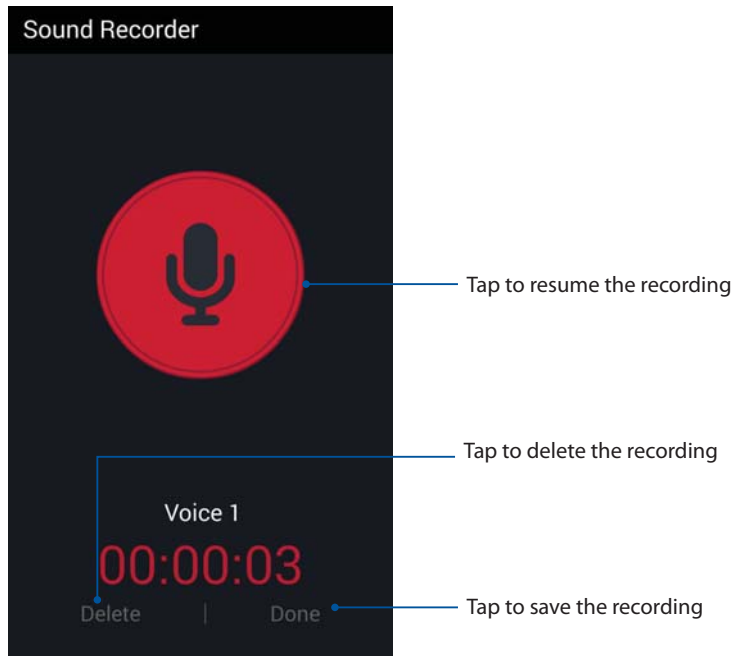 Sound Recorder
Tap to resume the recording
Tap to delete the recording
Voice 1
00:00:03
Delete | Done
Tap to save the recording